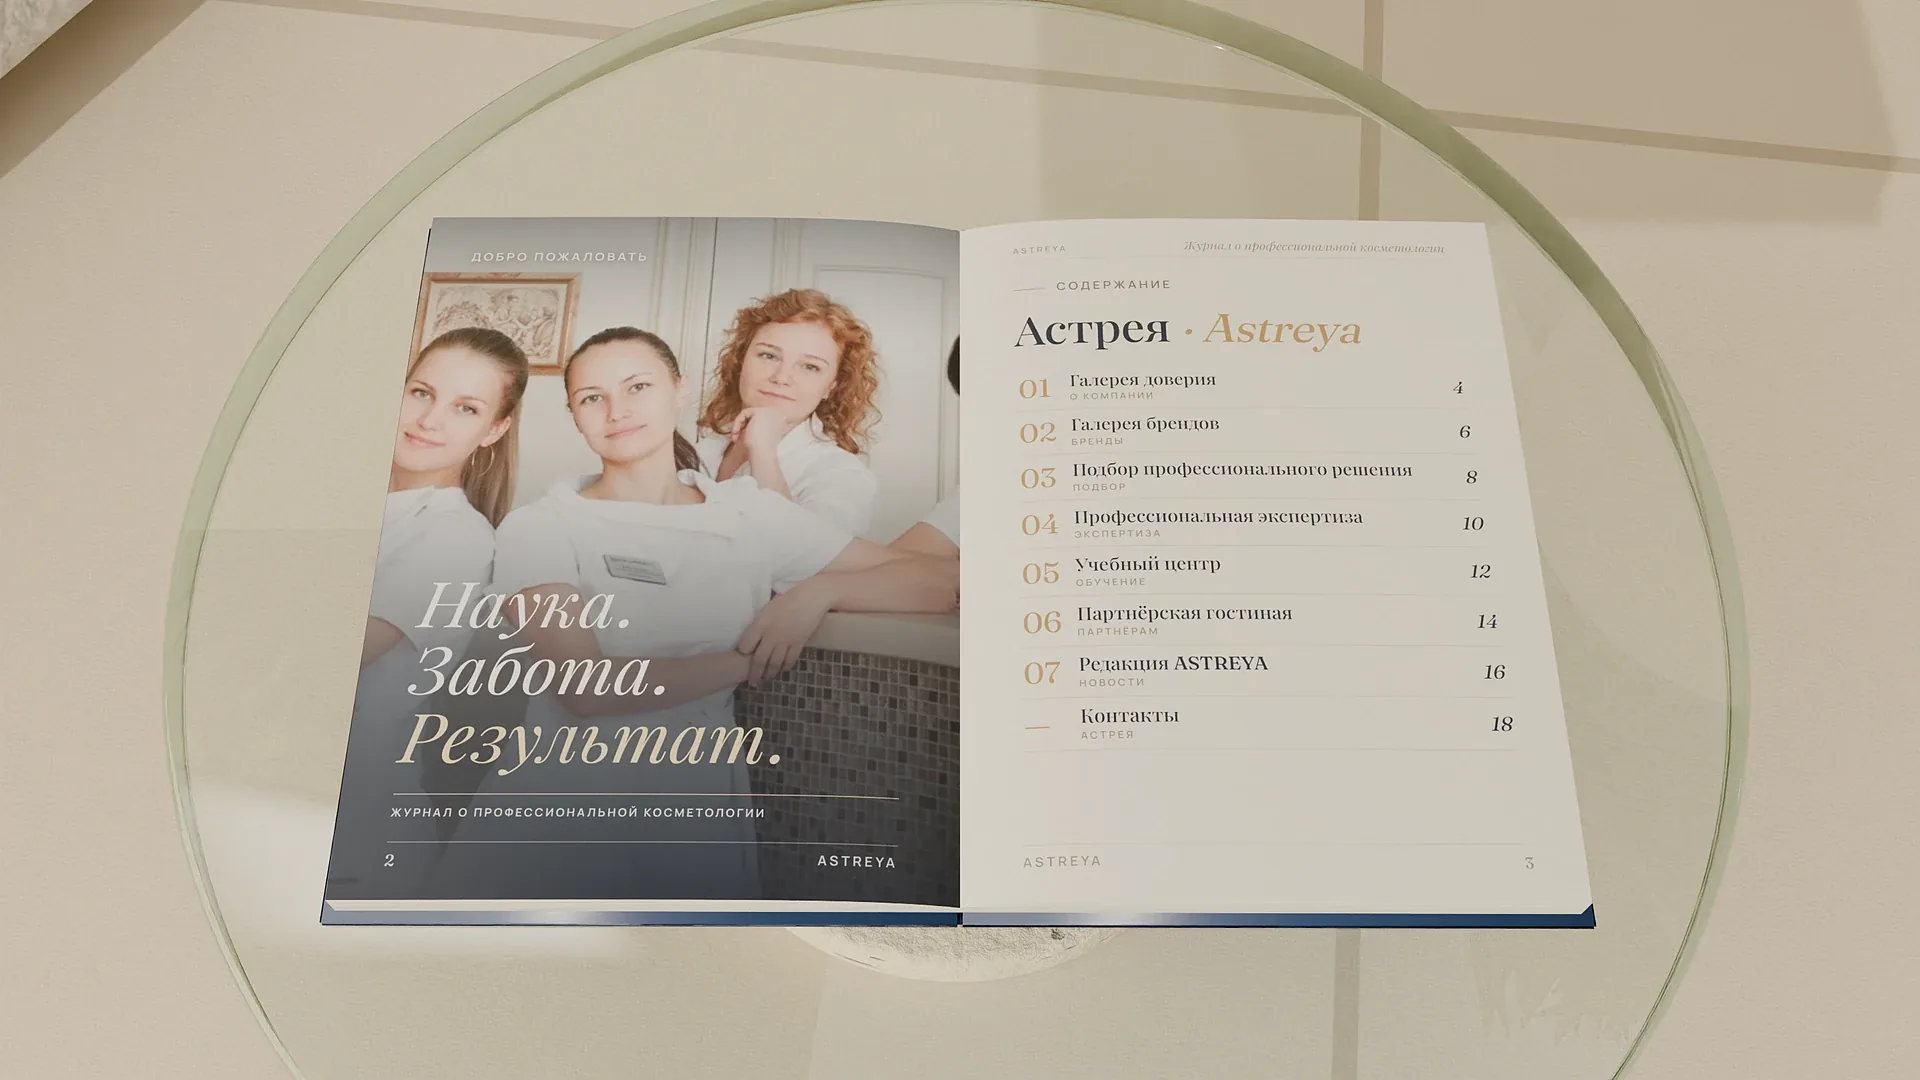 ДОБРО ПОЖАЛОВАТЬ
Наука.
Забота.
Результат.
ЖУРНАЛ О ПРОФЕССИОНАЛЬНОЙ КОСМЕТОЛОГИИ
2
ASTREYA
ASTREYA
Журнал о профессиональной косметологии
СОДЕРЖАНИЕ
Астрея · Astreya
01 Галерея доверия 4
О КОМПАНИИ
02 Галерея брендов 6
БРЕНДЫ
03 Подбор профессионального решения 8
ПОДБОР
04 Профессиональная экспертиза 10
ЭКСПЕРТИЗА
05 Учебный центр 12
ОБУЧЕНИЕ
06 Партнёрская гостиная 14
ПАРТНЁРАМ
07 Редакция ASTREYA 16
НОВОСТИ
— Контакты 18
АСТРЕЯ
ASTREYA
3